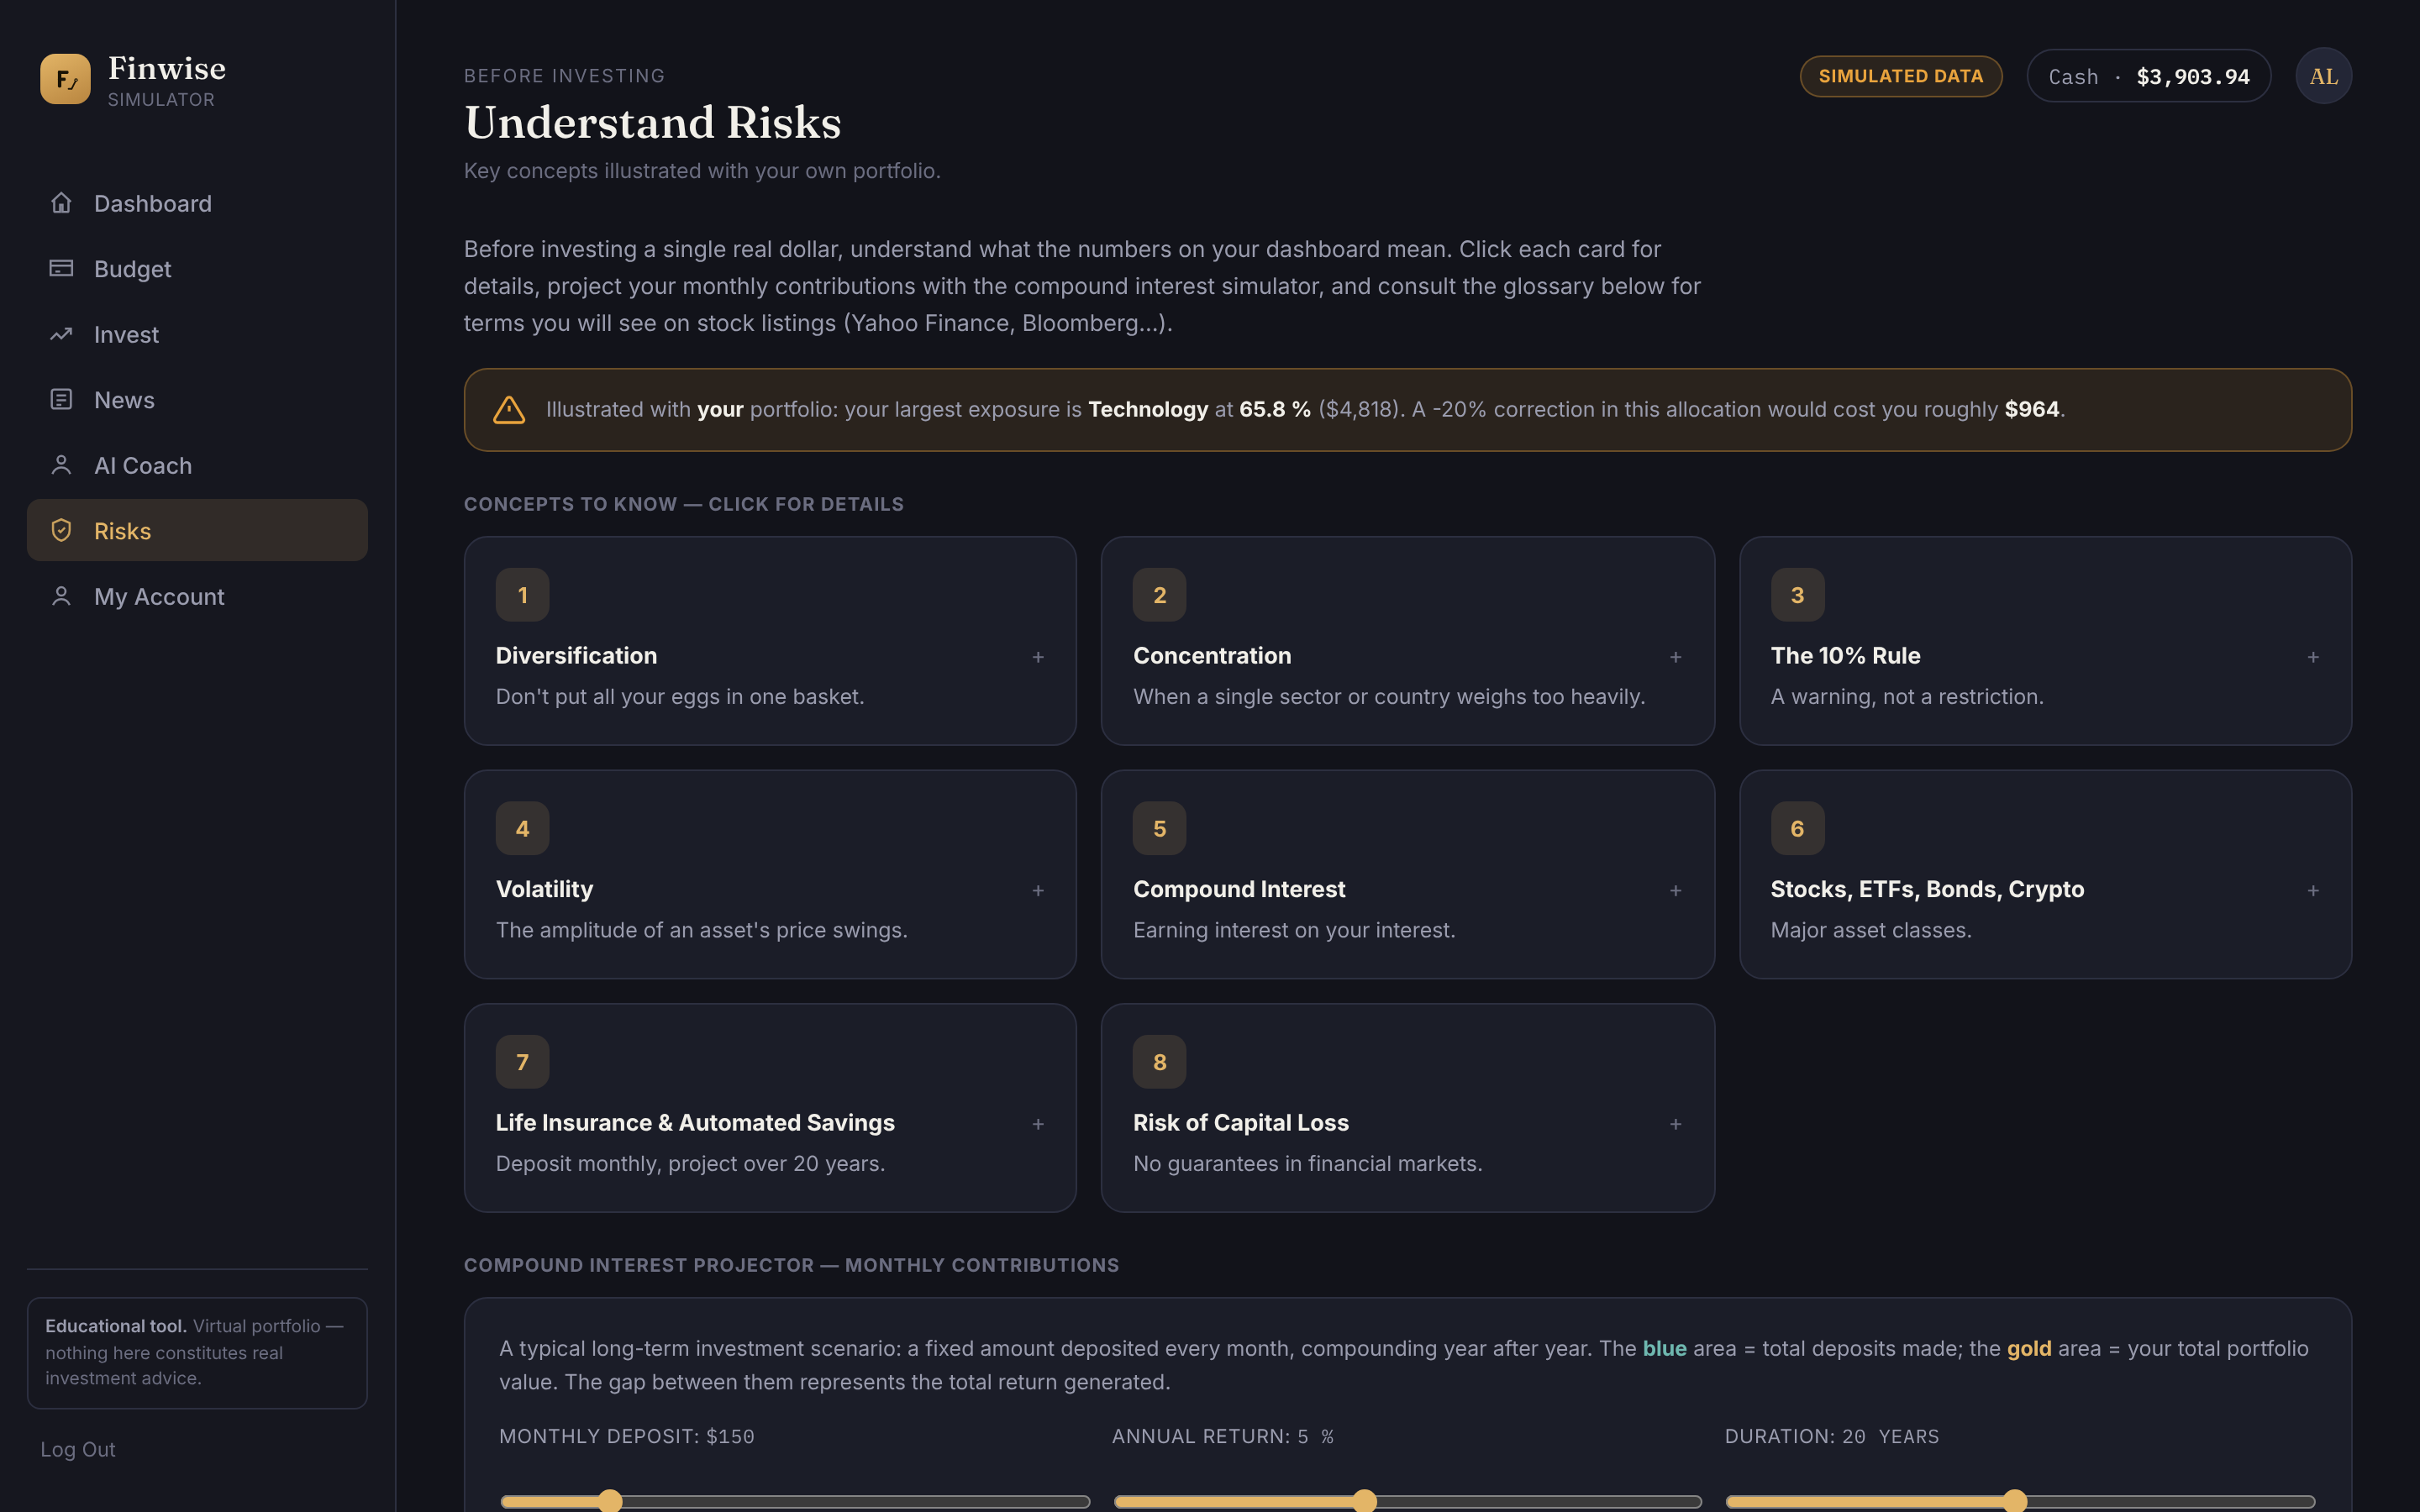 Finwise
SIMULATOR
Dashboard
Budget
Invest
News
AI Coach
Risks
My Account
Educational tool. Virtual portfolio —
nothing here constitutes real
investment advice.
Log Out
BEFORE INVESTING
Understand Risks
Key concepts illustrated with your own portfolio.
SIMULATED DATA
Cash · $3,903.94
AL
Before investing a single real dollar, understand what the numbers on your dashboard mean. Click each card for
details, project your monthly contributions with the compound interest simulator, and consult the glossary below for
terms you will see on stock listings (Yahoo Finance, Bloomberg...).
Illustrated with your portfolio: your largest exposure is Technology at 65.8 % ($4,818). A -20% correction in this allocation would cost you roughly $964.
CONCEPTS TO KNOW — CLICK FOR DETAILS
1
Diversification +
Don't put all your eggs in one basket.
2
Concentration +
When a single sector or country weighs too heavily.
3
The 10% Rule +
A warning, not a restriction.
4
Volatility +
The amplitude of an asset's price swings.
5
Compound Interest +
Earning interest on your interest.
6
Stocks, ETFs, Bonds, Crypto +
Major asset classes.
7
Life Insurance & Automated Savings +
Deposit monthly, project over 20 years.
8
Risk of Capital Loss +
No guarantees in financial markets.
COMPOUND INTEREST PROJECTOR — MONTHLY CONTRIBUTIONS
A typical long-term investment scenario: a fixed amount deposited every month, compounding year after year. The blue area = total deposits made; the gold area = your total portfolio
value. The gap between them represents the total return generated.
MONTHLY DEPOSIT: $150
ANNUAL RETURN: 5 %
DURATION: 20 YEARS